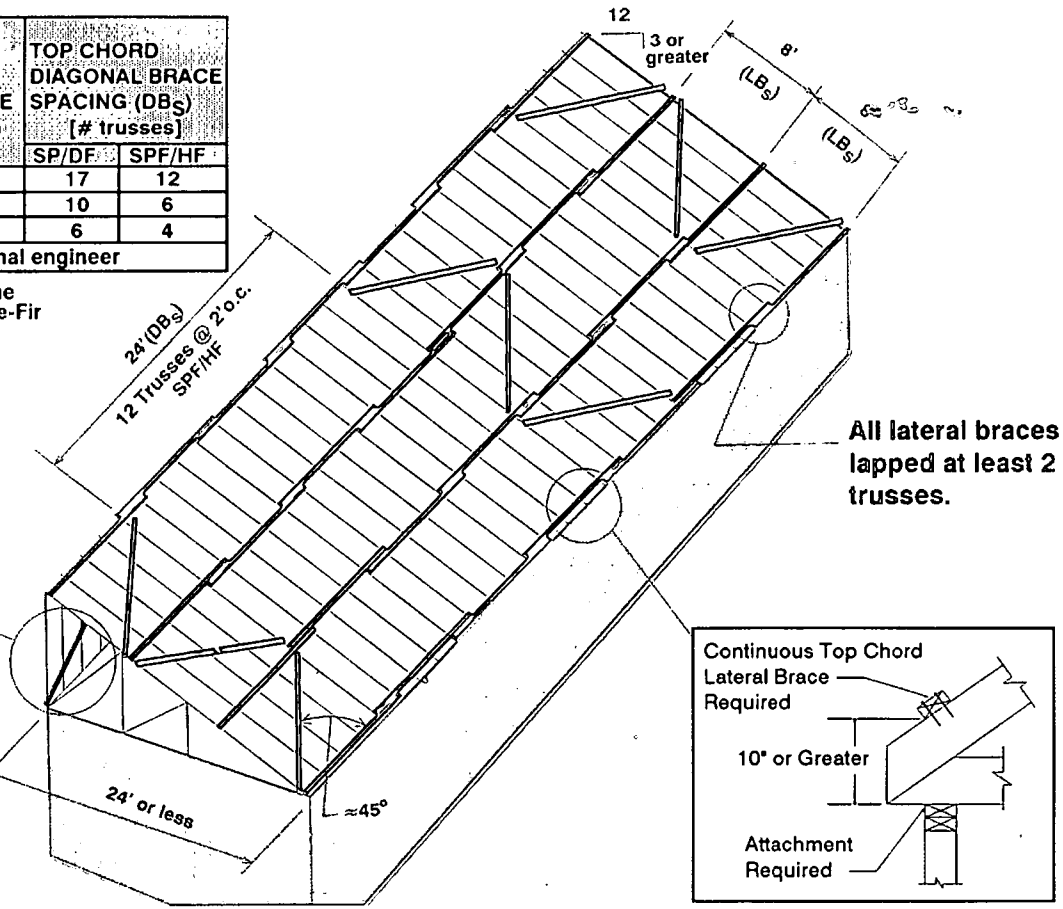 TOP CHORD
DIAGONAL BRACE
SPACING (DBS)
[# trusses]
SP/DF SPF/HF
17 12
10 6
6 4
nal engineer
e-Fir
12
3 or
greater
8'
(LBS)
(LBS)
24'(DBS)
12 Trusses @ 2'o.c.
SPF/HF
All lateral braces
lapped at least 2
trusses.
24' or less
≈45°
Continuous Top Chord
Lateral Brace
Required
10" or Greater
Attachment
Required